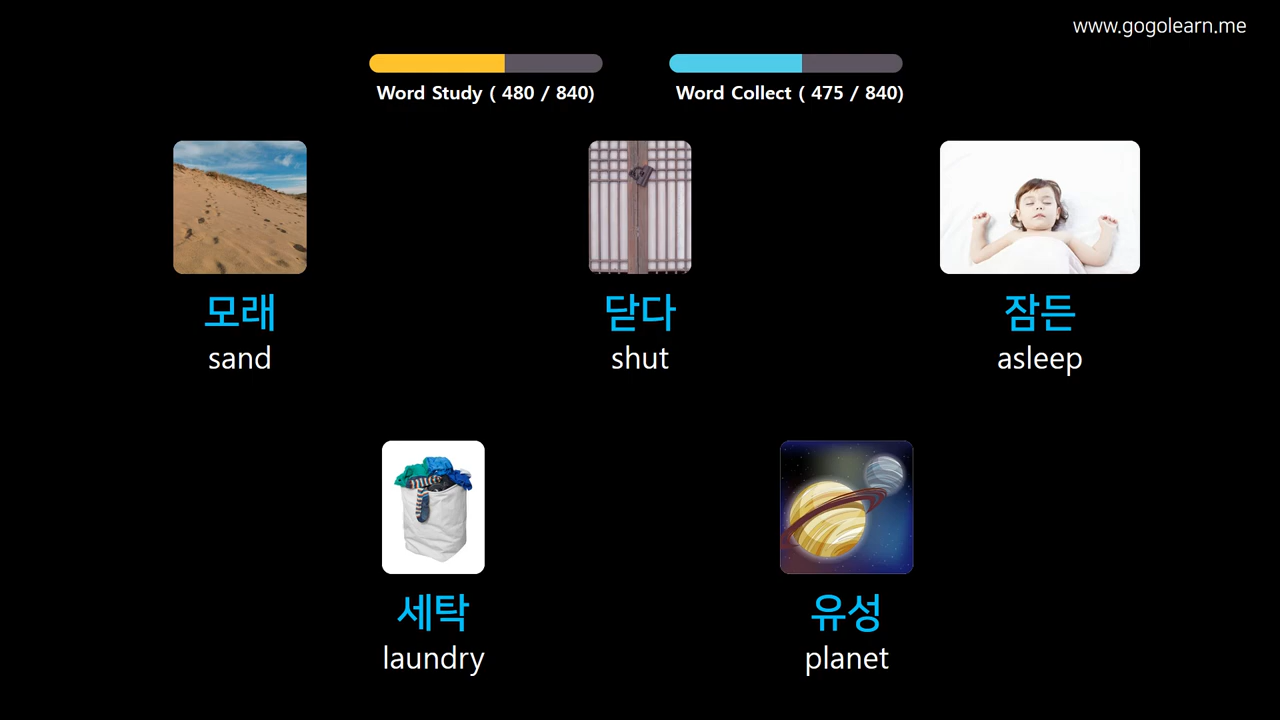 www.gogolearn.me
Word Study ( 480 / 840)
Word Collect ( 475 / 840)
모래
닫다
잠든
sand
shut
asleep
세탁
유성
laundry
planet